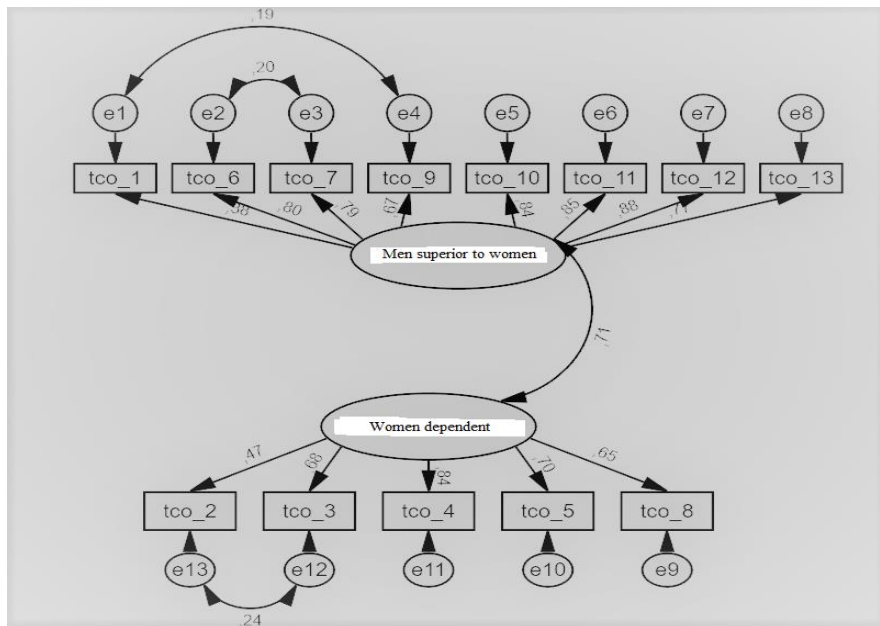 ,19
,20
e1 e2 e3 e4 e5 e6 e7 e8
tco_1 tco_6 tco_7 tco_9 tco_10 tco_11 tco_12 tco_13
,80 ,79 ,67 ,84 ,85 ,88
Men superior to women
,71
Women dependent
,47 ,68 ,84 ,70 ,65
tco_2 tco_3 tco_4 tco_5 tco_8
e13 e12 e11 e10 e9
,24